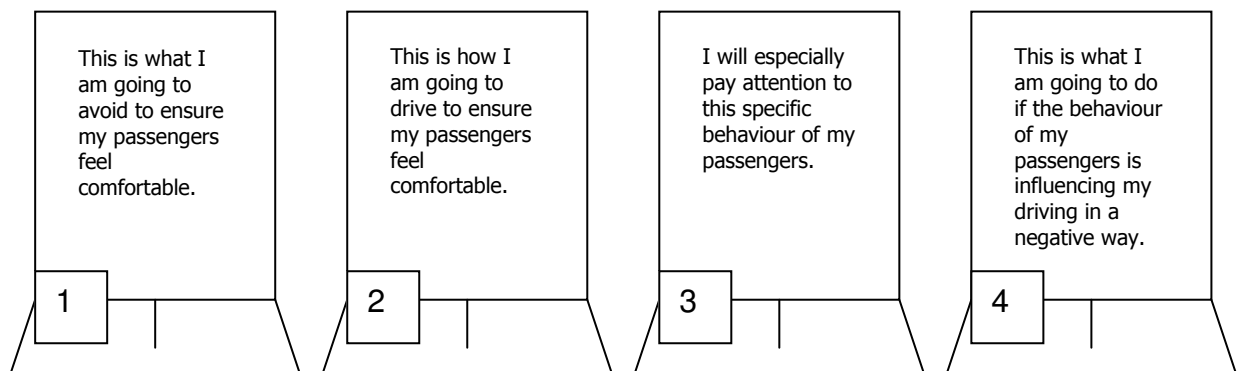 This is what I
am going to
avoid to ensure
my passengers
feel
comfortable.
1
This is how I
am going to
drive to ensure
my passengers
feel
comfortable.
2
I will especially
pay attention to
this specific
behaviour of my
passengers.
3
This is what I
am going to do
if the behaviour
of my
passengers is
influencing my
driving in a
negative way.
4